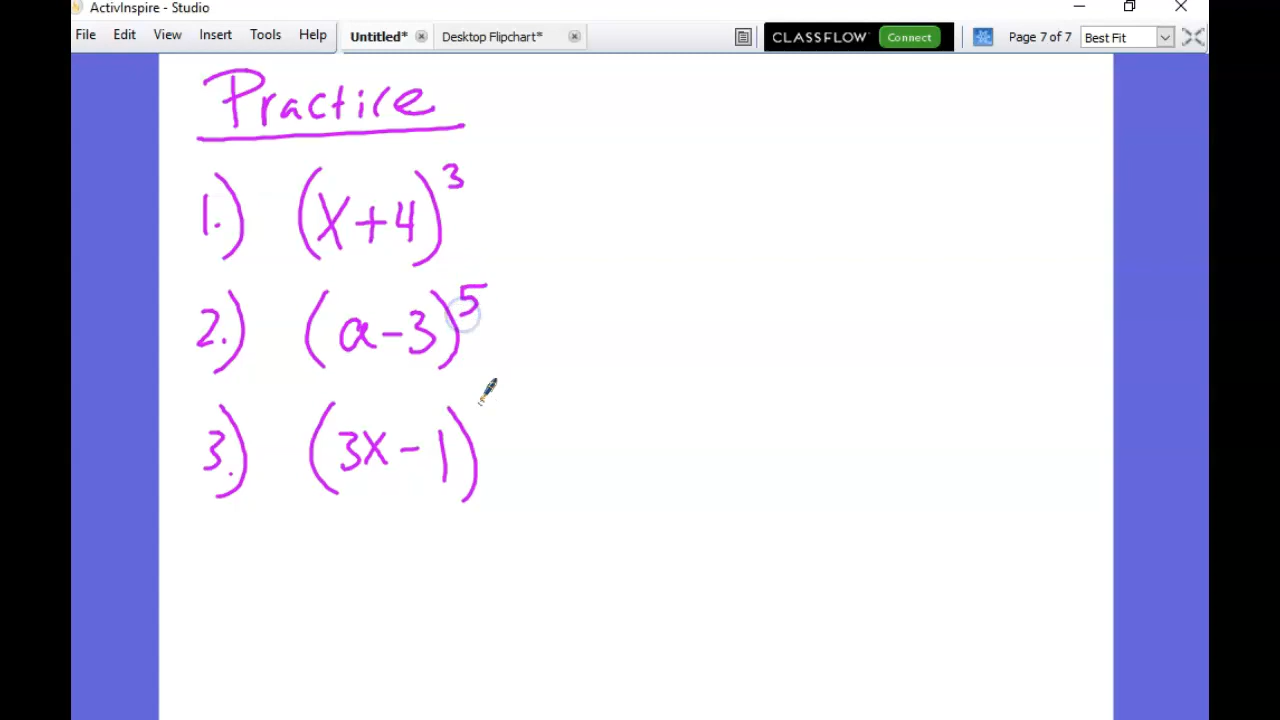 ActivInspire - Studio
File Edit View Insert Tools Help Untitled* Desktop Flipchart* CLASSFLOW Connect Page 7 of 7 Best Fit
Practice
1.) (x+4)³
2.) (a-3)⁵
3.) (3x-1)